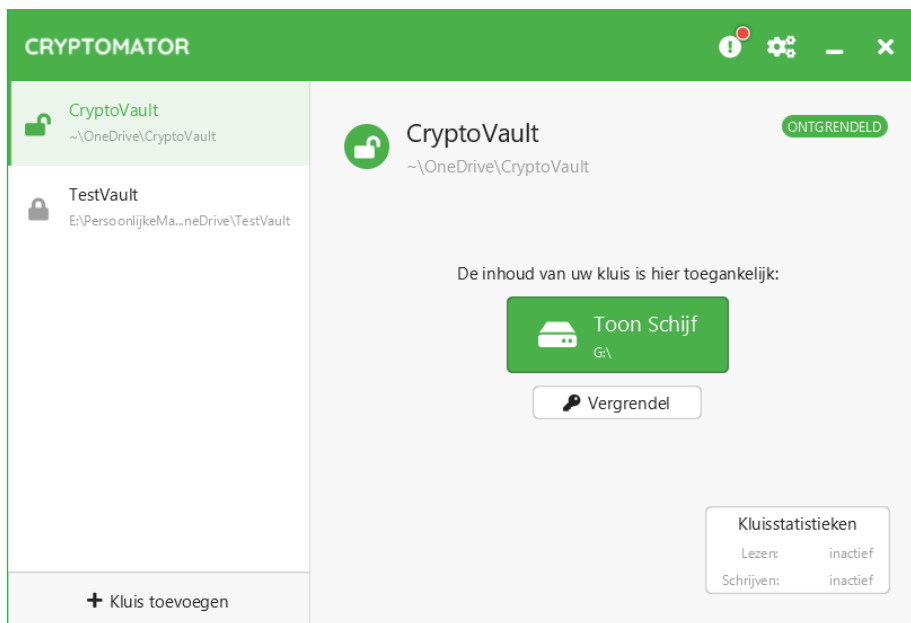 CRYPTOMATOR
CryptoVault
~\OneDrive\CryptoVault
TestVault
E:\PersoonlijkeMa...neDrive\TestVault
Kluis toevoegen
CryptoVault
~\OneDrive\CryptoVault
ONTGRENDELD
De inhoud van uw kluis is hier toegankelijk:
Toon Schijf
G:\
Vergrendel
Kluisstatistieken
Lezen: inactief
Schrijven: inactief